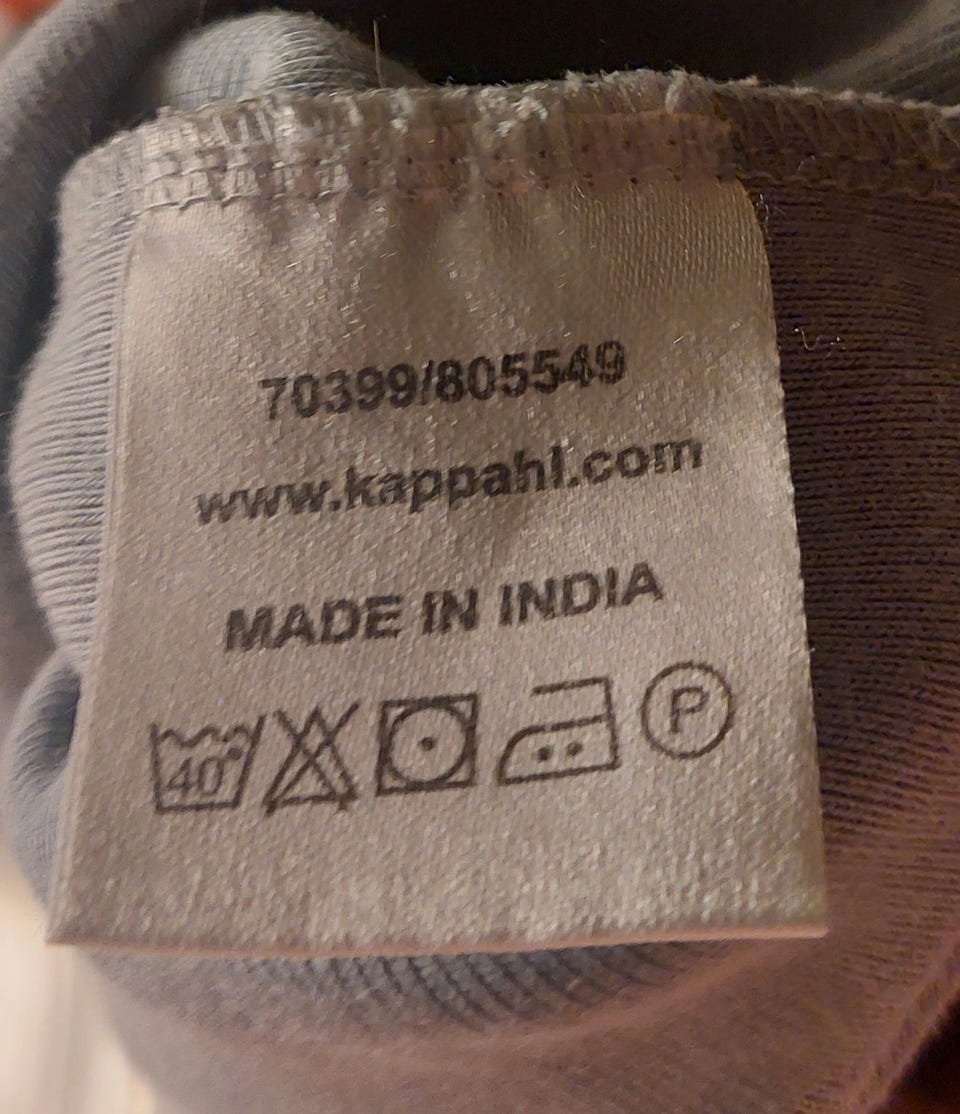 70399/805549
www.kappahl.com
MADE IN INDIA
40° P